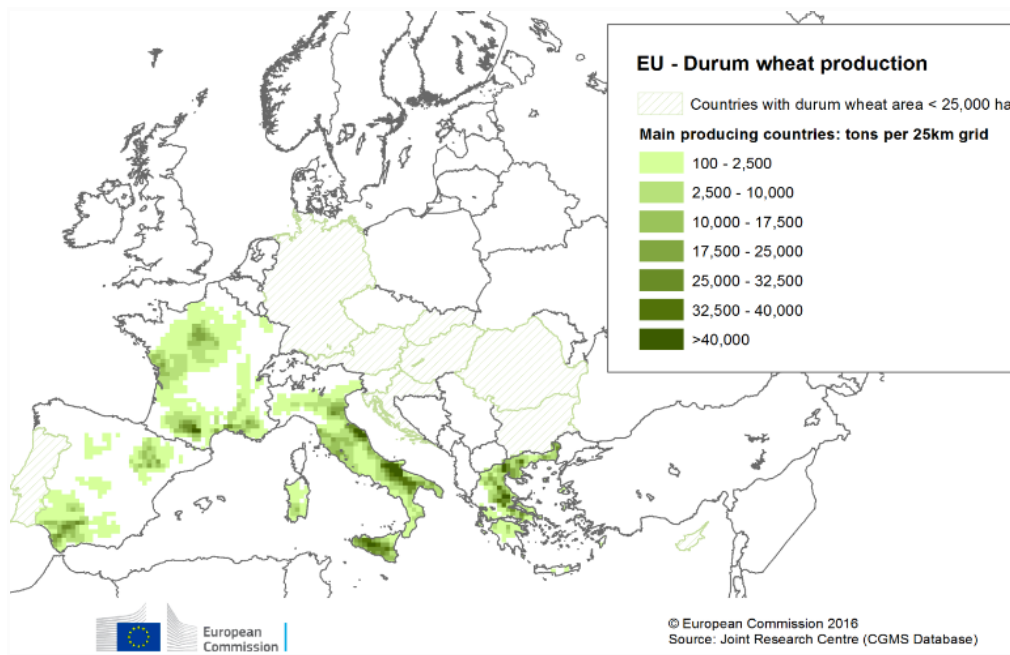 EU - Durum wheat production
Countries with durum wheat area < 25,000 ha
Main producing countries: tons per 25km grid
100 - 2,500
2,500 - 10,000
10,000 - 17,500
17,500 - 25,000
25,000 - 32,500
32,500 - 40,000
>40,000
European
Commission
© European Commission 2016
Source: Joint Research Centre (CGMS Database)